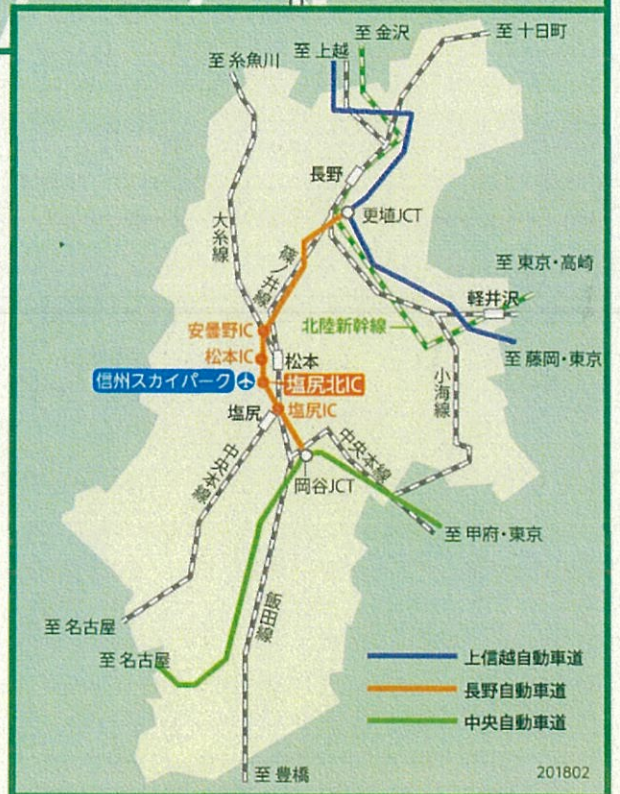 至 十日町
至 金沢
至 上越
至 糸魚川
長野
更埴JCT
大糸線
篠ノ井線
至 東京・高崎
軽井沢
北陸新幹線
安曇野IC
松本IC
松本
至 藤岡・東京
信州スカイパーク
塩尻北IC
小海線
塩尻
塩尻IC
中央本線
中央本線
岡谷JCT
至 甲府・東京
飯田線
至 名古屋
至 名古屋
上信越自動車道
長野自動車道
中央自動車道
至 豊橋
201802